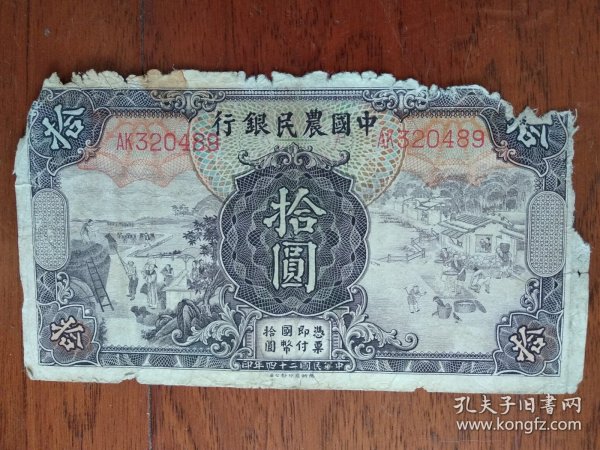 中國農民銀行
AK320489
AK320489
拾
拾
拾圓
憑票
即付
國幣
拾圓
拾
拾
中華民國二十四年印
孔夫子旧书网
www.kongfz.com